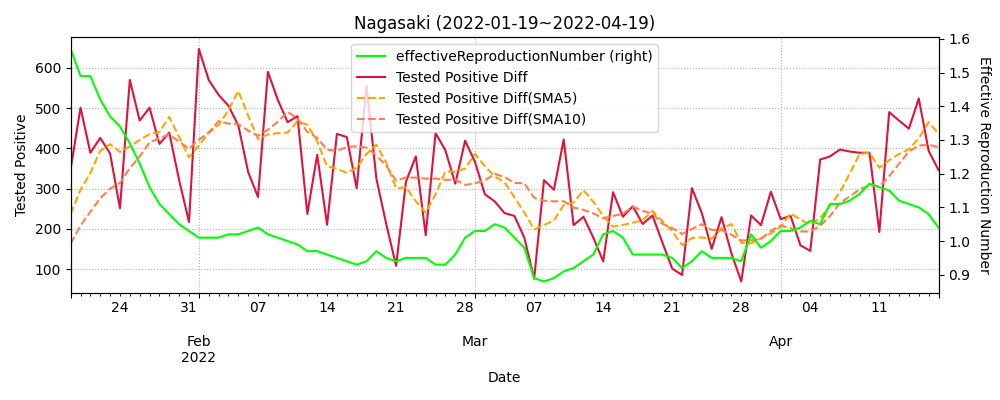 Nagasaki (2022-01-19~2022-04-19)
effectiveReproductionNumber (right)
Tested Positive Diff
Tested Positive Diff(SMA5)
Tested Positive Diff(SMA10)
Tested Positive
600
500
400
300
200
100
1.6
1.5
1.4
1.3
1.2
1.1
1.0
0.9
Effective Reproduction Number
24 31 07 14 21 28 07 14 21 28 04 11
Feb Mar Apr
2022
Date